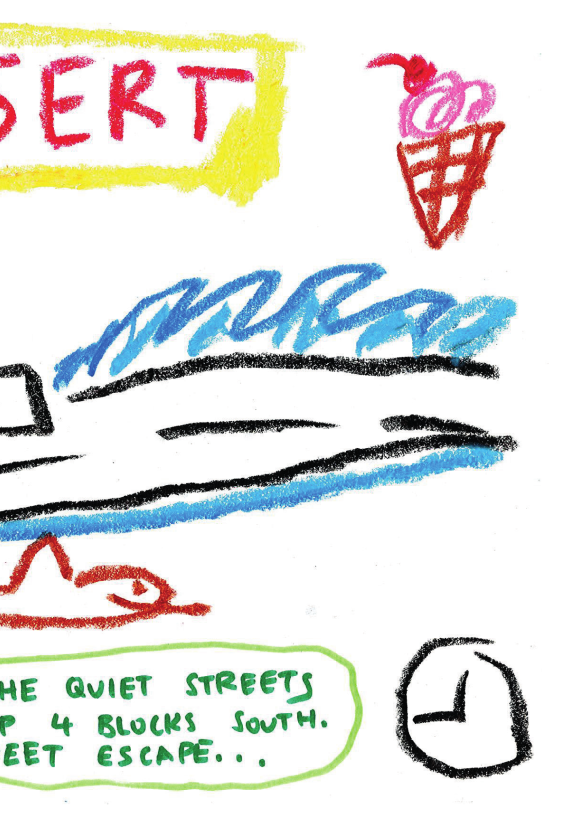 SERT
HE QUIET STREETS
P 4 BLOCKS SOUTH.
EET ESCAPE...